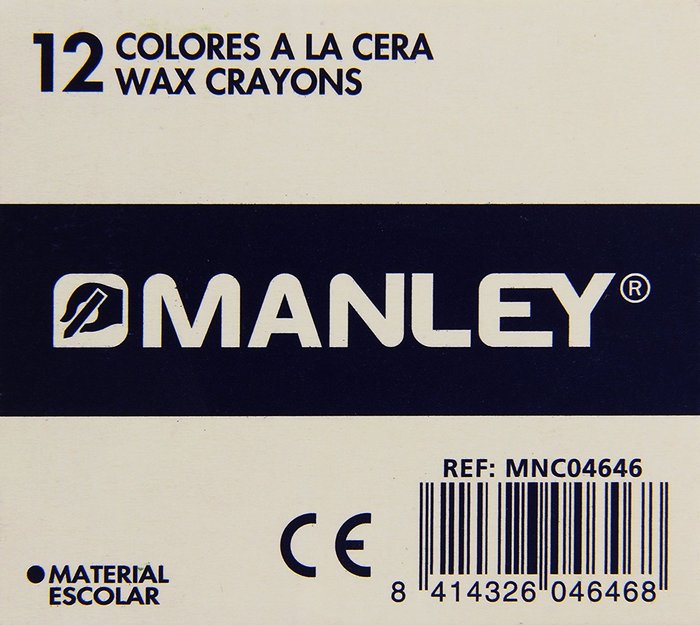 12 COLORES A LA CERA
WAX CRAYONS
MANLEY®
REF: MNC04646
CE
8 414326 046468
● MATERIAL
ESCOLAR